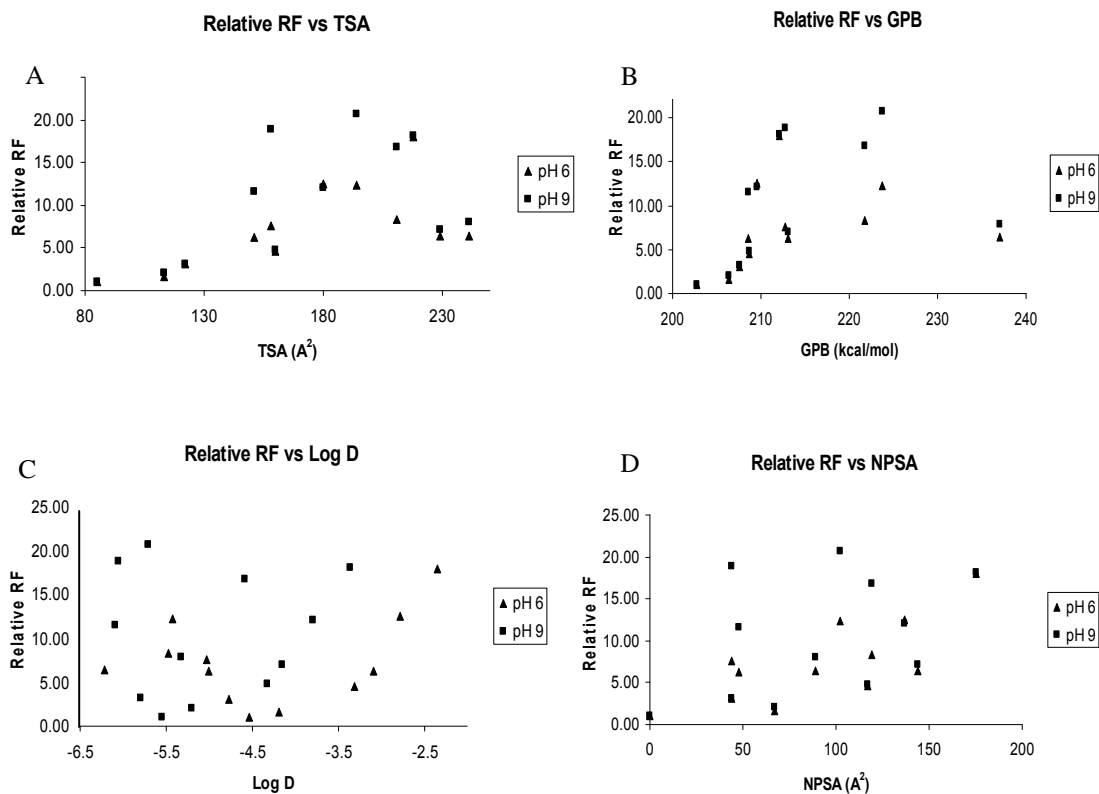 Relative RF vs TSA
A
Relative RF
20.00
15.00
10.00
5.00
0.00
80
130
180
230
TSA (A²)
pH 6
pH 9
Relative RF vs GPB
B
Relative RF
20.00
15.00
10.00
5.00
0.00
200
210
220
230
240
GPB (kcal/mol)
pH 6
pH 9
Relative RF vs Log D
C
Relative RF
25.00
20.00
15.00
10.00
5.00
0.00
-6.5
-5.5
-4.5
-3.5
-2.5
Log D
pH 6
pH 9
Relative RF vs NPSA
D
Relative RF
25.00
20.00
15.00
10.00
5.00
0.00
0
50
100
150
200
NPSA (A²)
pH 6
pH 9